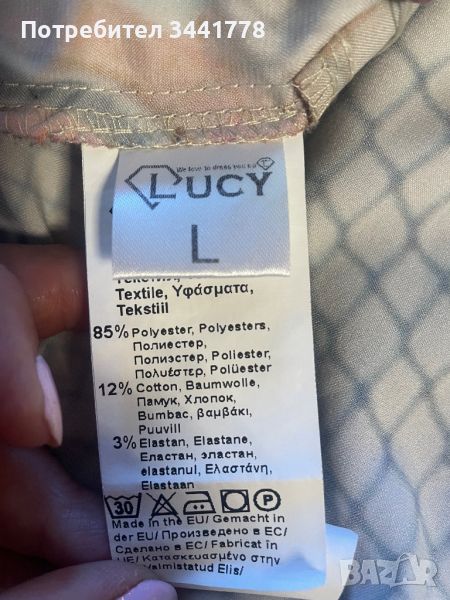 Потребител 3441778
We love to dress you up
LUCY
L
Textile, Υφάσματα,
Tekstiil
85% Polyester, Polyesters,
Полиестер,
Полиэстер, Poliester,
Πολυέστερ, Polüester
12% Cotton, Baumwolle,
Памук, Хлопок,
Bumbac, βαμβάκι,
Puuvill
3% Elastan, Elastane,
Еластан, эластан,
elastanul, Ελαστάνη,
Elastaan
30 P
Made in the EU/ Gemacht in
der EU/ Произведено в ЕС/
Сделано в ЕС/ Fabricat în
UE/ Κατασκευασμένο στην
Valmistatud Elis/
BAZAR